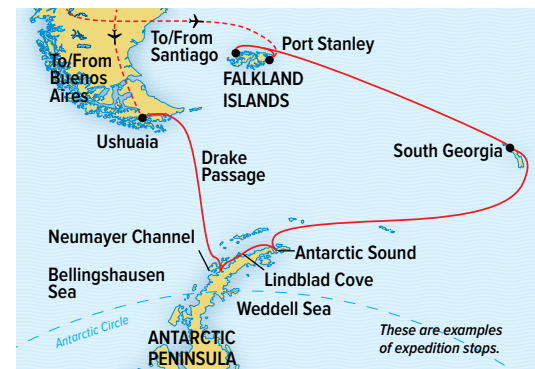 To/From
Santiago
Port Stanley
To/From
Buenos
Aires
FALKLAND
ISLANDS
Ushuaia
Drake
Passage
South Georgia
Neumayer Channel
Antarctic Sound
Bellingshausen
Sea
Lindblad Cove
Weddell Sea
Antarctic Circle
ANTARCTIC
PENINSULA
These are examples
of expedition stops.